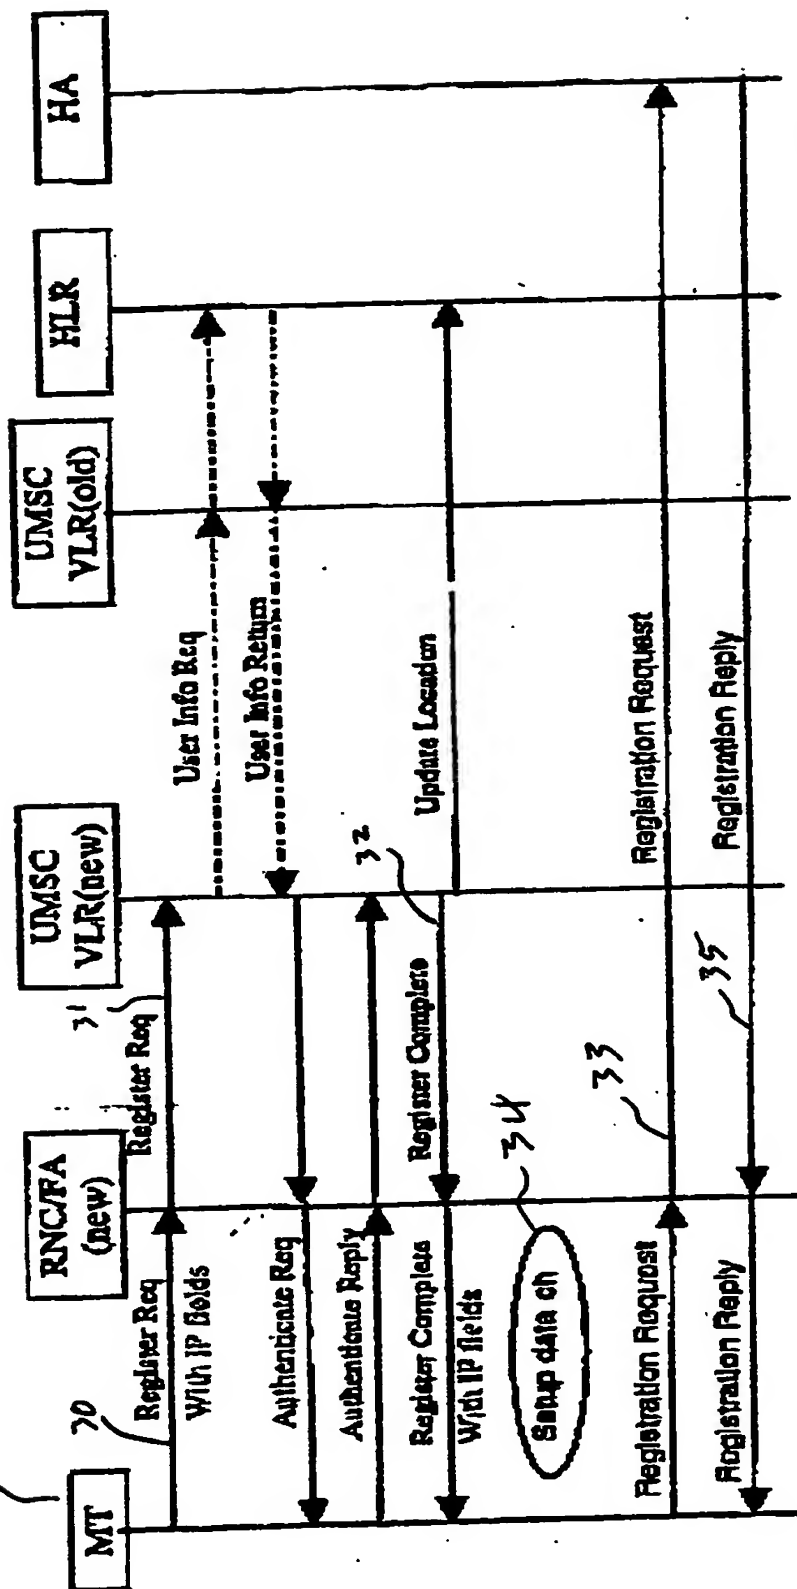 MT
RNC/FA
(new)
UMSC
VLR(new)
UMSC
VLR(old)
HLR
HA
30
Register Req
With IP fields
Register Req
31
User Info Req
User Info Return
Authenticate Req
Authenticate Reply
Register Complete
With IP fields
Register Complete
32
Update Location
Setup data ch
34
Registration Request
33
Registration Request
Registration Reply
35
Registration Reply